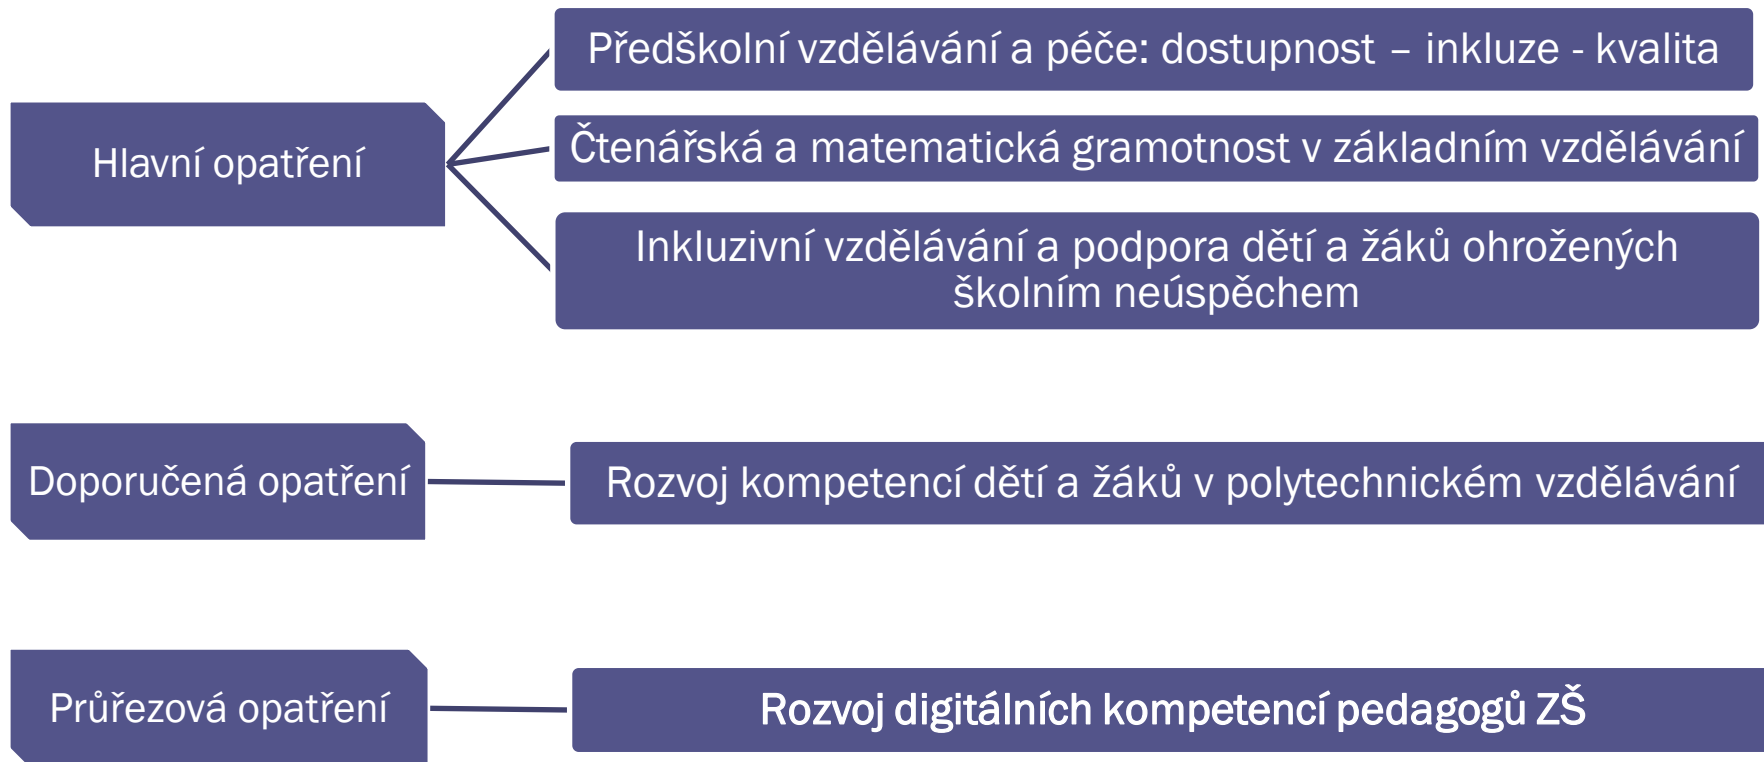 Hlavní opatření
Předškolní vzdělávání a péče: dostupnost – inkluze - kvalita
Čtenářská a matematická gramotnost v základním vzdělávání
Inkluzivní vzdělávání a podpora dětí a žáků ohrožených
školním neúspěchem
Doporučená opatření
Rozvoj kompetencí dětí a žáků v polytechnickém vzdělávání
Průřezová opatření
Rozvoj digitálních kompetencí pedagogů ZŠ